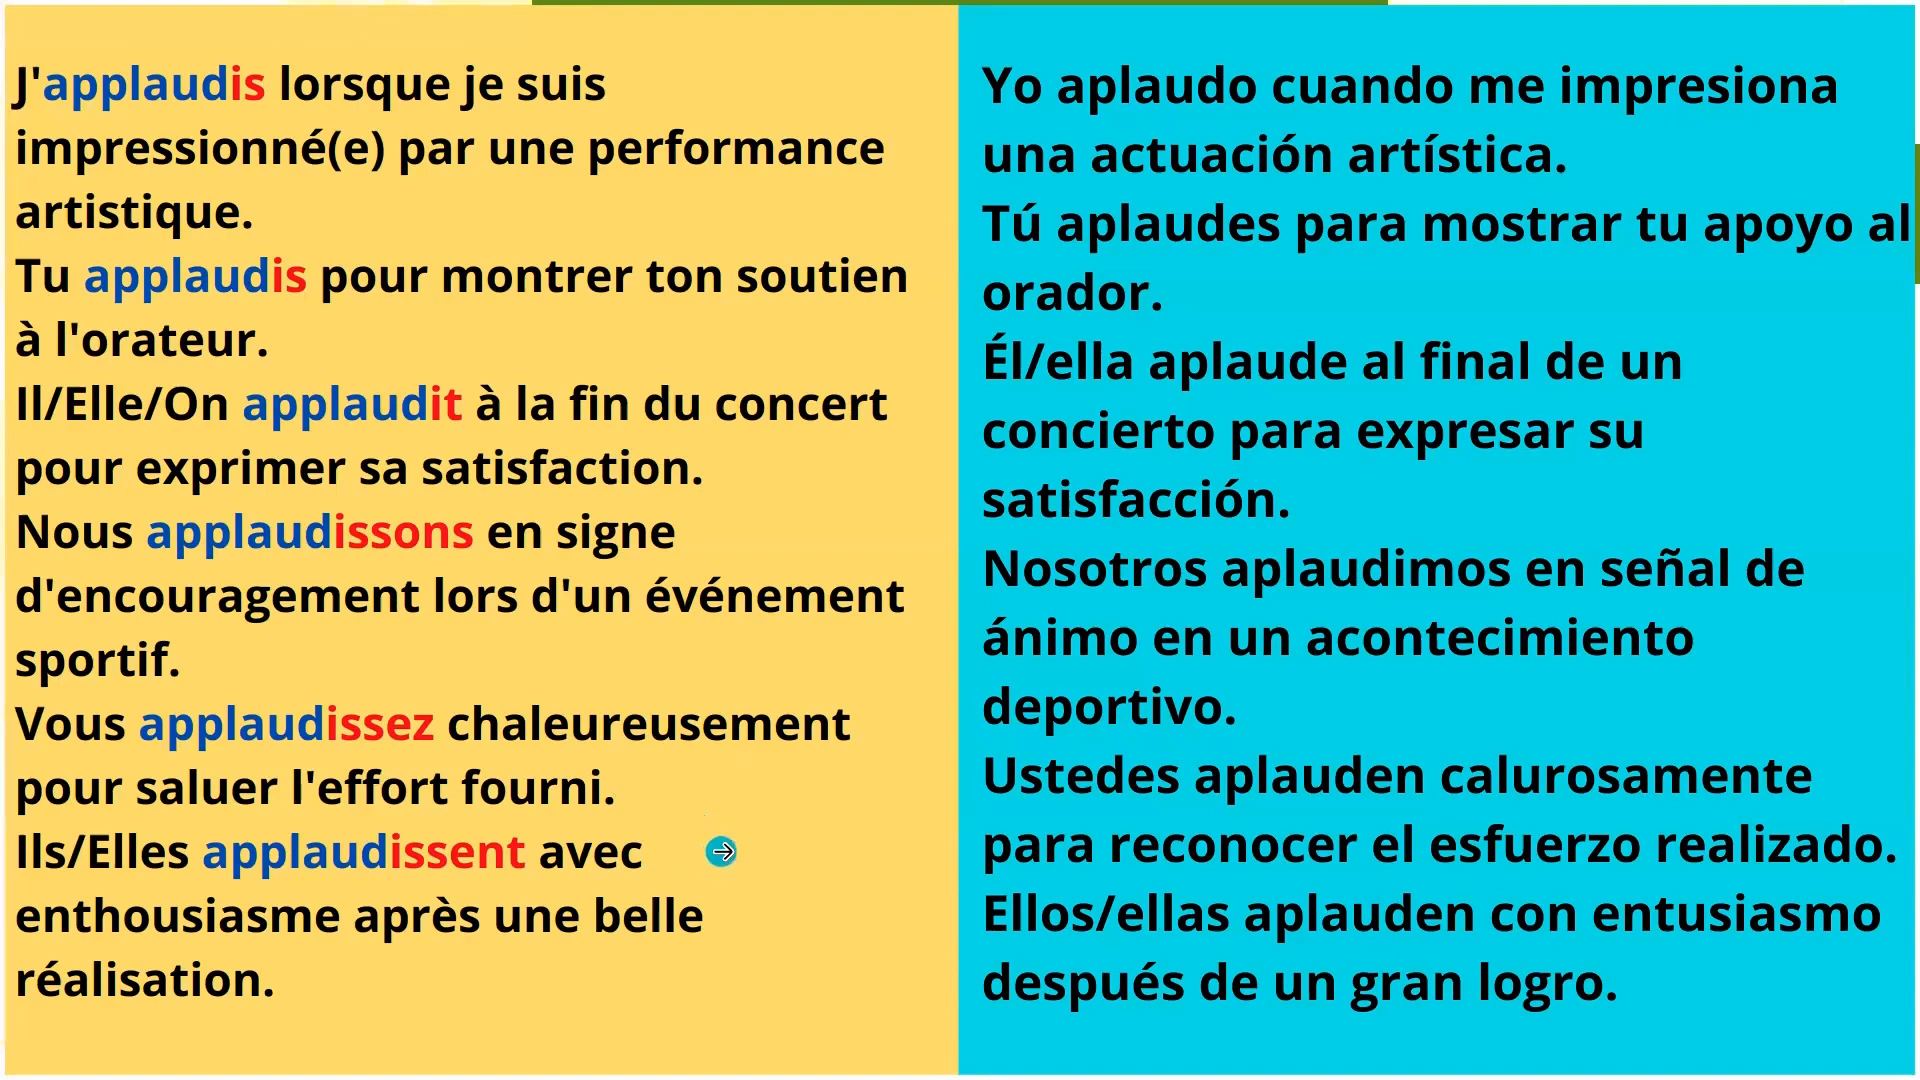 J'applaudis lorsque je suis
impressionné(e) par une performance
artistique.
Tu applaudis pour montrer ton soutien
à l'orateur.
Il/Elle/On applaudit à la fin du concert
pour exprimer sa satisfaction.
Nous applaudissons en signe
d'encouragement lors d'un événement
sportif.
Vous applaudissez chaleureusement
pour saluer l'effort fourni.
Ils/Elles applaudissent avec
enthousiasme après une belle
réalisation.
Yo aplaudo cuando me impresiona
una actuación artística.
Tú aplaudes para mostrar tu apoyo al
orador.
Él/ella aplaude al final de un
concierto para expresar su
satisfacción.
Nosotros aplaudimos en señal de
ánimo en un acontecimiento
deportivo.
Ustedes aplauden calurosamente
para reconocer el esfuerzo realizado.
Ellos/ellas aplauden con entusiasmo
después de un gran logro.